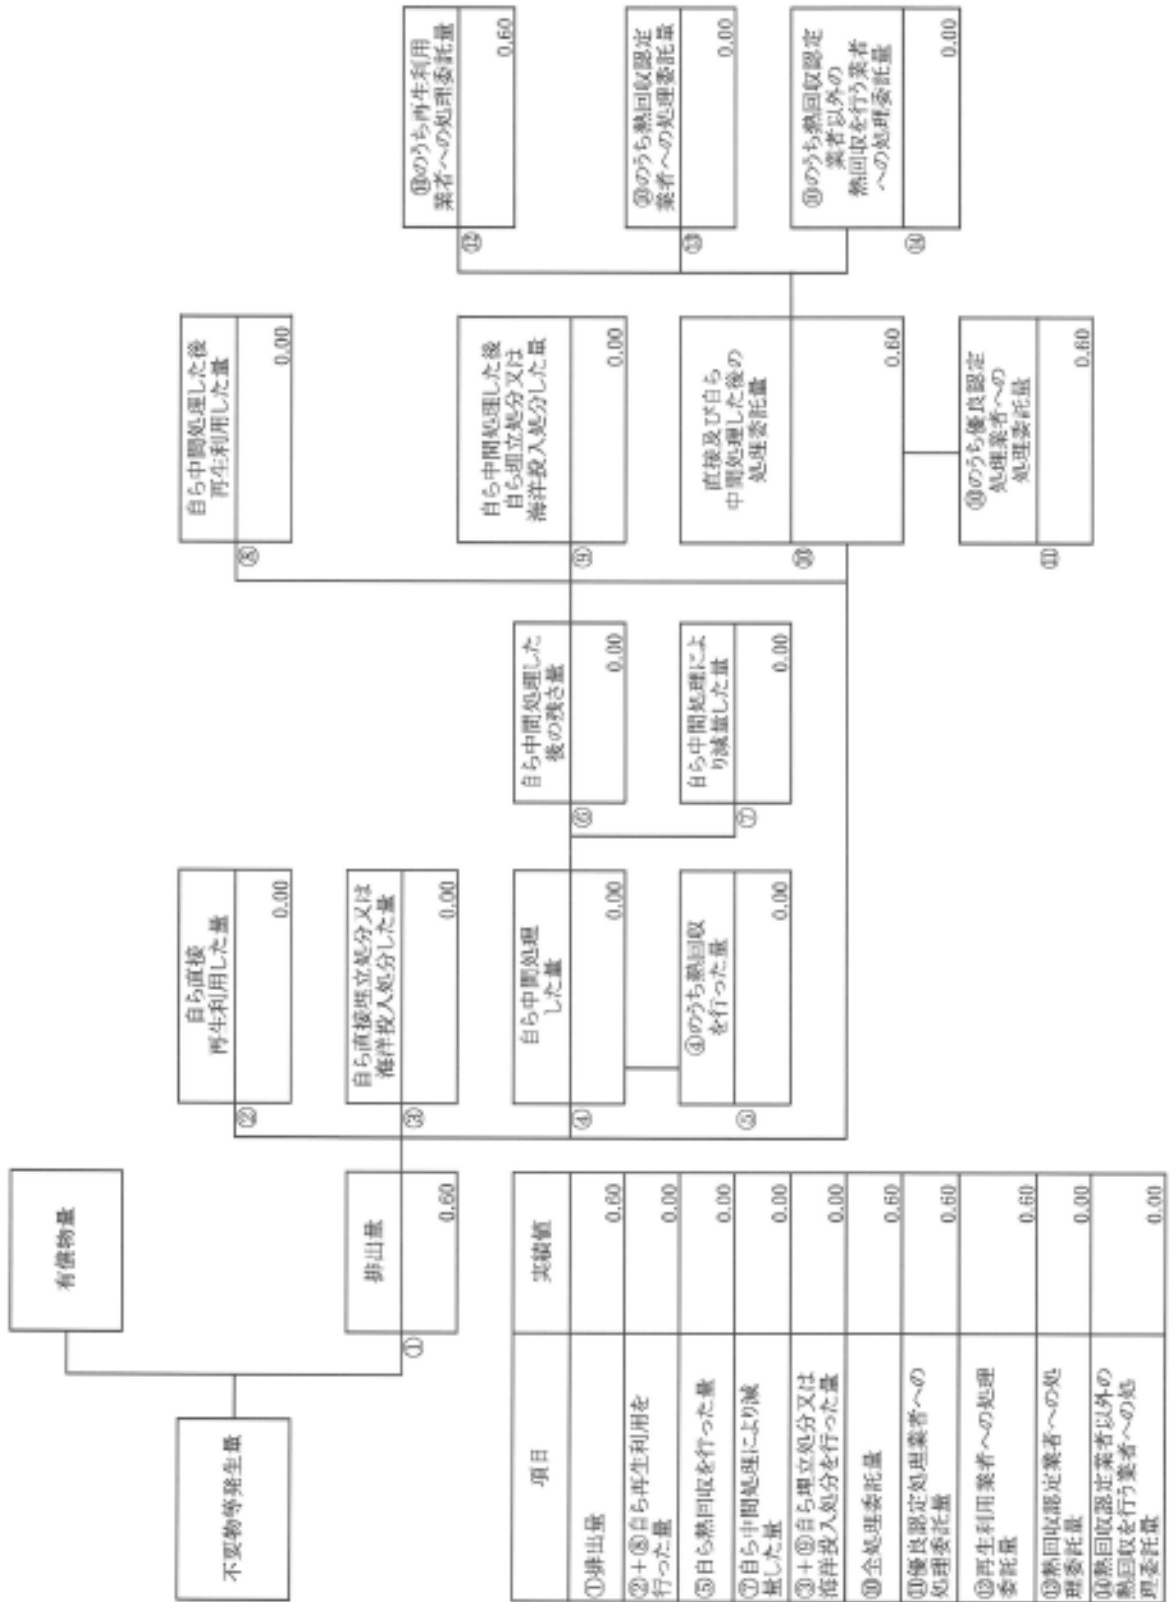 不要物等発生量
有償物量
排出量
①
0.60
自ら直接
再生利用した量
②
0.00
自ら直接埋立処分又は
海洋投入処分した量
③
0.00
自ら中間処理
した量
④
0.00
④のうち熱回収
を行った量
⑤
0.00
自ら中間処理した
後の残さ量
⑥
0.00
自ら中間処理によ
り減量した量
⑦
0.00
自ら中間処理した後
再生利用した量
⑧
0.00
自ら中間処理した後
自ら埋立処分又は
海洋投入処分した量
⑨
0.00
直接及び自ら
中間処理した後の
処理委託量
⑩
0.60
⑩のうち優良認定
処理業者への
処理委託量
⑪
0.60
⑩のうち再生利用
業者への処理委託量
⑫
0.60
⑩のうち熱回収認定
業者への処理委託量
⑬
0.00
⑩のうち熱回収認定
業者以外の
熱回収を行う業者
への処理委託量
⑭
0.00
項目 実績値
①排出量 0.60
②＋⑧自ら再生利用を
行った量 0.00
⑤自ら熱回収を行った量 0.00
⑦自ら中間処理により減
量した量 0.00
③＋⑨自ら埋立処分又は
海洋投入処分を行った量 0.00
⑩全処理委託量 0.60
⑪優良認定処理業者への
処理委託量 0.60
⑫再生利用業者への処理
委託量 0.60
⑬熱回収認定業者への処
理委託量 0.00
⑭熱回収認定業者以外の
熱回収を行う業者への処
理委託量 0.00